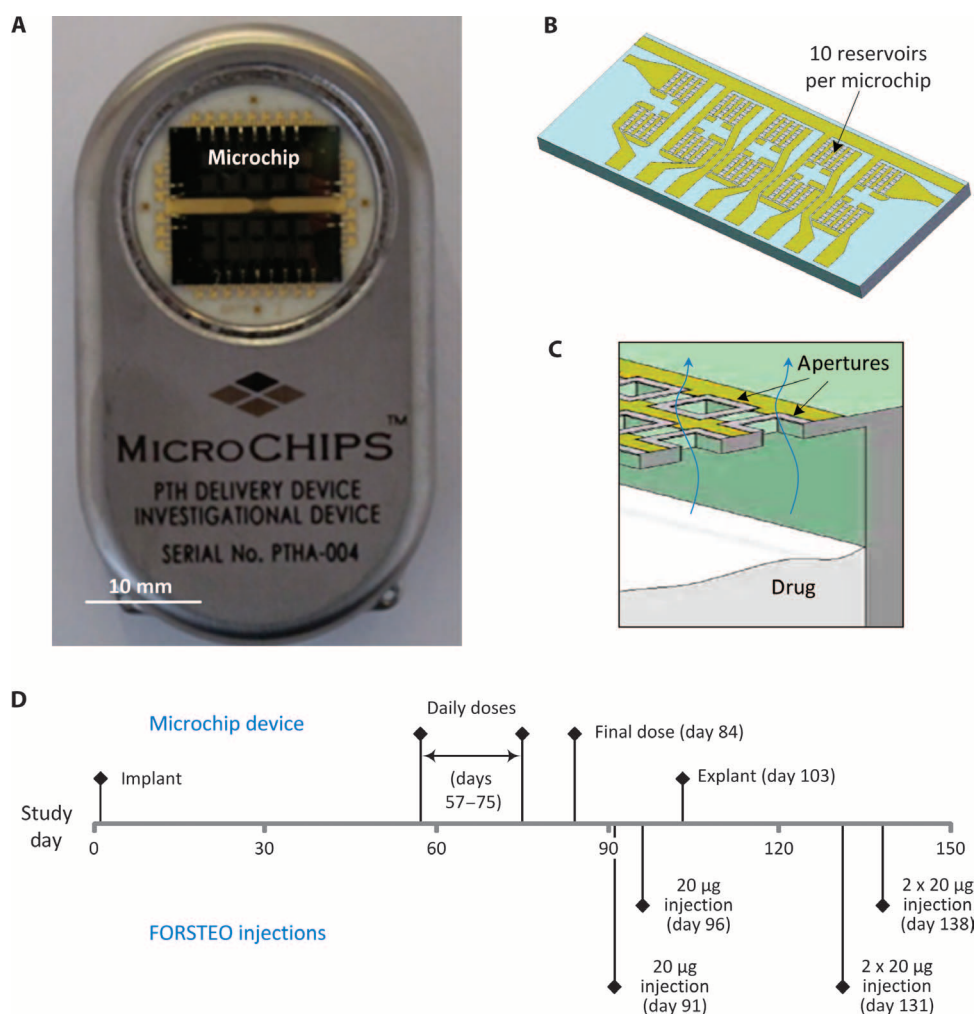 A
Microchip
MICROCHIPS™
PTH DELIVERY DEVICE
INVESTIGATIONAL DEVICE
SERIAL No. PTHA-004
10 mm
B
10 reservoirs
per microchip
C
Apertures
Drug
D
Microchip device
Daily doses
(days
57–75)
Final dose (day 84)
Implant
Explant (day 103)
Study
day
0
30
60
90
120
150
FORSTEO injections
20 µg
injection
(day 96)
2 x 20 µg
injection
(day 138)
20 µg
injection
(day 91)
2 x 20 µg
injection
(day 131)